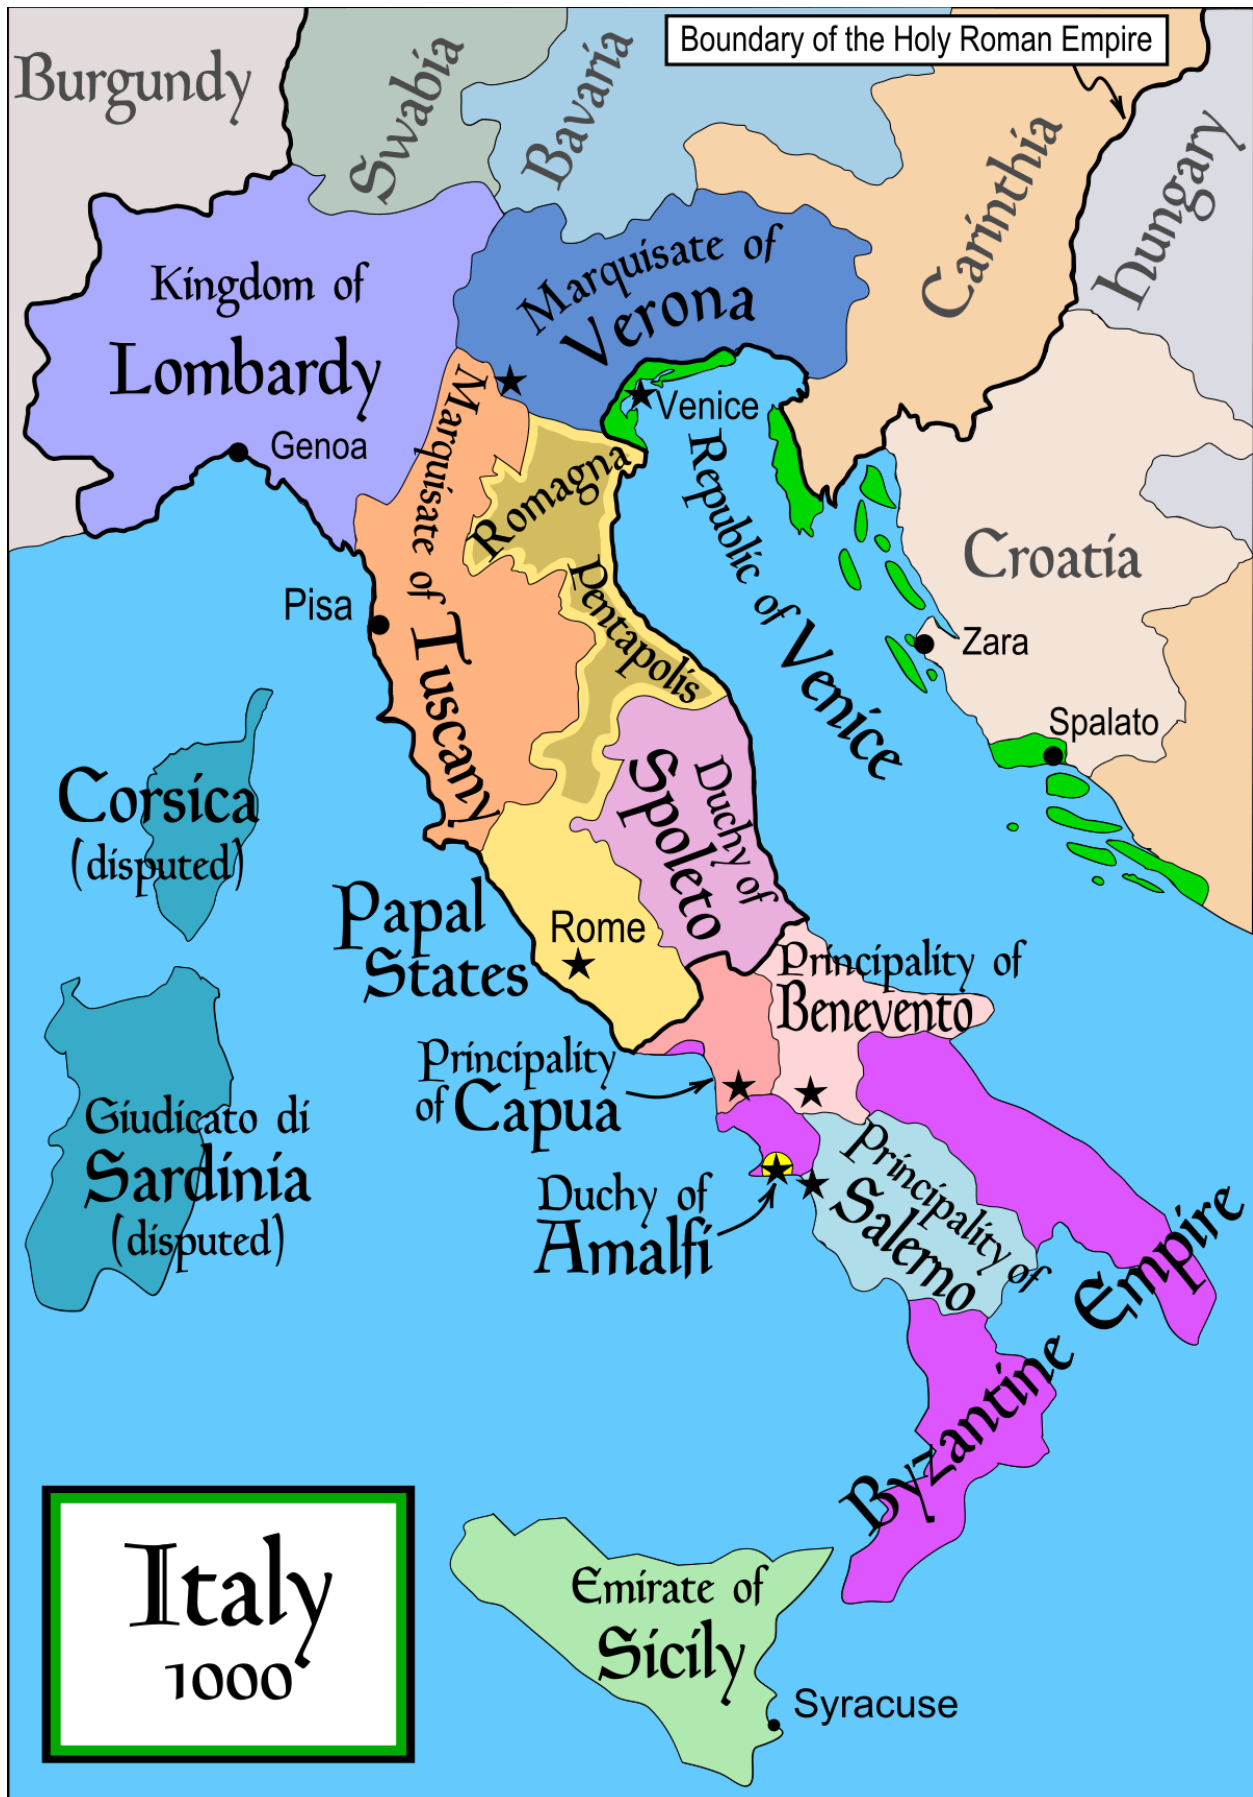 Boundary of the Holy Roman Empire
Burgundy
Swabia
Bavaria
Carinthia
hungary
Kingdom of
Lombardy
Marquisate of
Verona
Genoa
Venice
Marquisate of
Tuscany
Romagna
Pentapolis
Republic of
Venice
Croatia
Pisa
Zara
Spalato
Corsica
(disputed)
Duchy of
Spoleto
Papal
States
Rome
Principality of
Benevento
Principality
of Capua
Giudicato di
Sardinia
(disputed)
Duchy of
Amalfi
Principality of
Salerno
Byzantine Empire
Italy
1000
Emirate of
Sicily
Syracuse